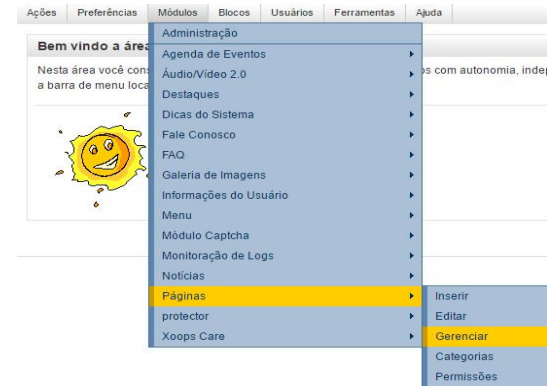 Ações Preferências Módulos Blocos Usuários Ferramentas Ajuda
Bem vindo a área
Nesta área você cons
os com autonomia, inde
a barra de menu loca
Administração
Agenda de Eventos
Áudio/Vídeo 2.0
Destaques
Dicas do Sistema
Fale Conosco
FAQ
Galeria de Imagens
Informações do Usuário
Menu
Módulo Captcha
Monitoração de Logs
Notícias
Páginas
protector
Xoops Care
Inserir
Editar
Gerenciar
Categorias
Permissões